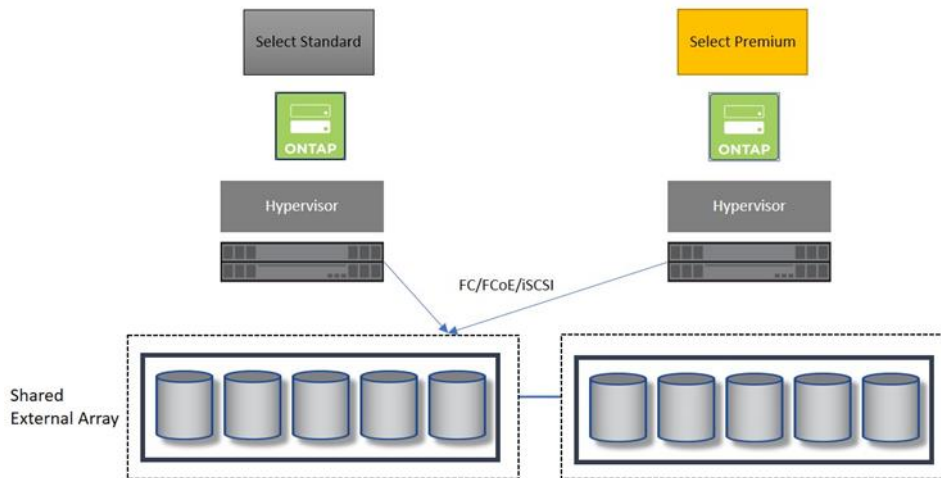 Select Standard
Select Premium
ONTAP
ONTAP
Hypervisor
Hypervisor
FC/FCoE/iSCSI
Shared
External Array